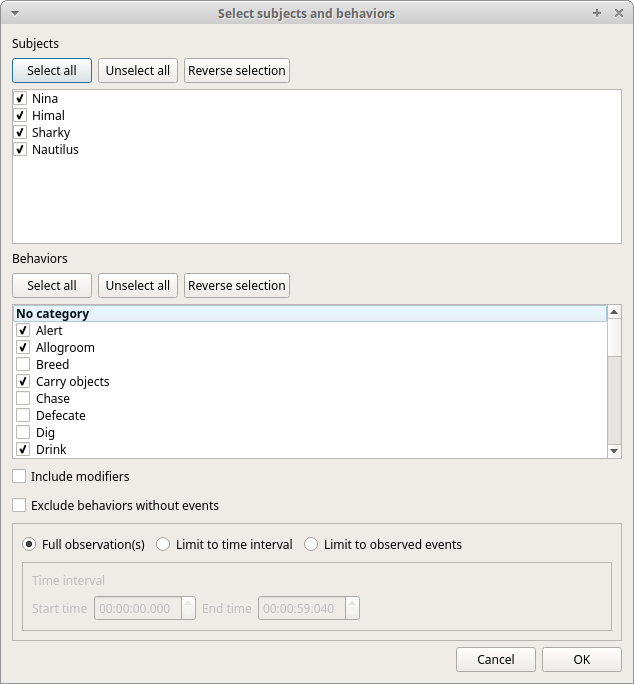 Select subjects and behaviors
Subjects
Select all Unselect all Reverse selection
Nina
Himal
Sharky
Nautilus
Behaviors
Select all Unselect all Reverse selection
No category
Alert
Allogroom
Breed
Carry objects
Chase
Defecate
Dig
Drink
Include modifiers
Exclude behaviors without events
Full observation(s) Limit to time interval Limit to observed events
Time interval
Start time 00:00:00.000 End time 00:00:59.040
Cancel OK